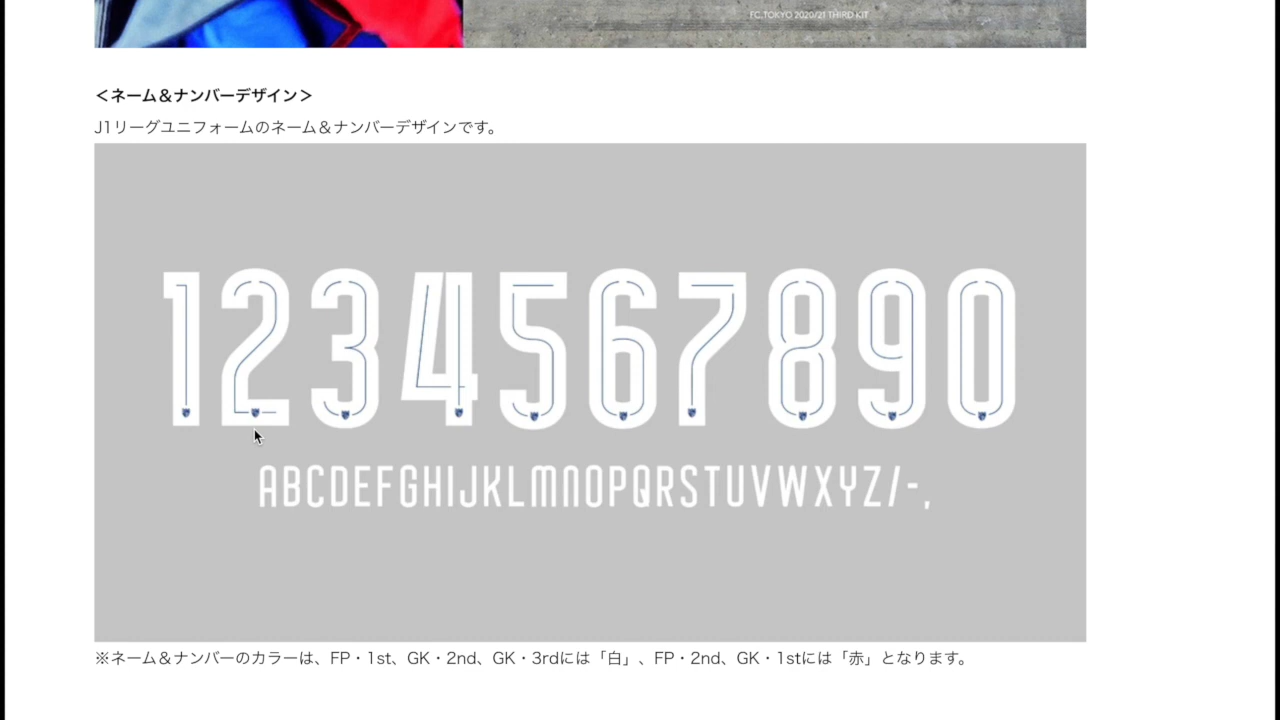 FC TOKYO 2020/21 THIRD KIT
＜ネーム＆ナンバーデザイン＞
J1リーグユニフォームのネーム＆ナンバーデザインです。
1234567890
ABCDEFGHIJKLMNOPQRSTUVWXYZ/-,
※ネーム＆ナンバーのカラーは、FP・1st、GK・2nd、GK・3rdには「白」、FP・2nd、GK・1stには「赤」となります。